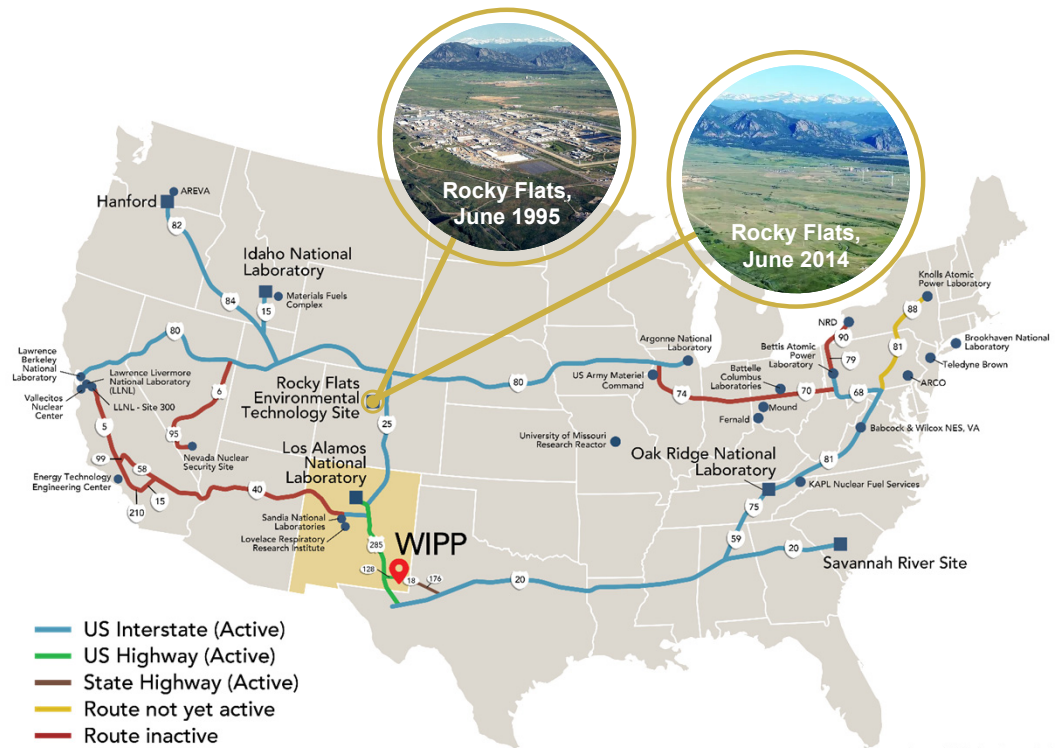 Rocky Flats,
June 1995
Rocky Flats,
June 2014
AREVA
Hanford
82
Idaho National
Laboratory
Materials Fuels
Complex
84
15
80
Lawrence
Berkeley
National
Laboratory
Lawrence Livermore
National Laboratory
(LLNL)
Vallecitos
Nuclear
Center
LLNL - Site 300
6
5
95
Nevada Nuclear
Security Site
99
58
Energy Technology
Engineering Center
15
210
40
Rocky Flats
Environmental
Technology Site
25
Los Alamos
National
Laboratory
Sandia National
Laboratories
Lovelace Respiratory
Research Institute
285
WIPP
128
18
176
20
80
Argonne National
Laboratory
US Army Materiel
Command
74
Battelle
Columbus
Laboratories
70
Mound
Fernald
University of Missouri
Research Reactor
NRD
90
Bettis Atomic
Power
Laboratory
79
68
Knolls Atomic
Power Laboratory
88
81
Brookhaven National
Laboratory
Teledyne Brown
ARCO
Babcock & Wilcox NES, VA
81
Oak Ridge National
Laboratory
KAPL Nuclear Fuel Services
75
59
20
Savannah River Site
US Interstate (Active)
US Highway (Active)
State Highway (Active)
Route not yet active
Route inactive